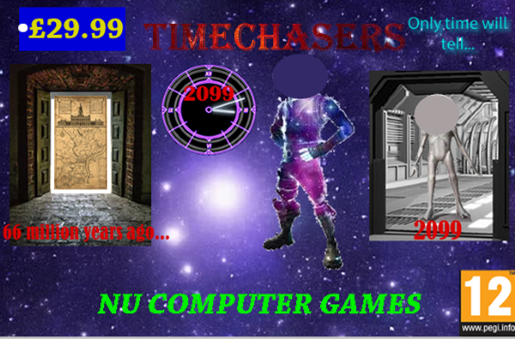 £29.99
TIMECHASERS
Only time will
tell...
2099
66 million years ago...
2099
NU COMPUTER GAMES
12
www.pegi.info